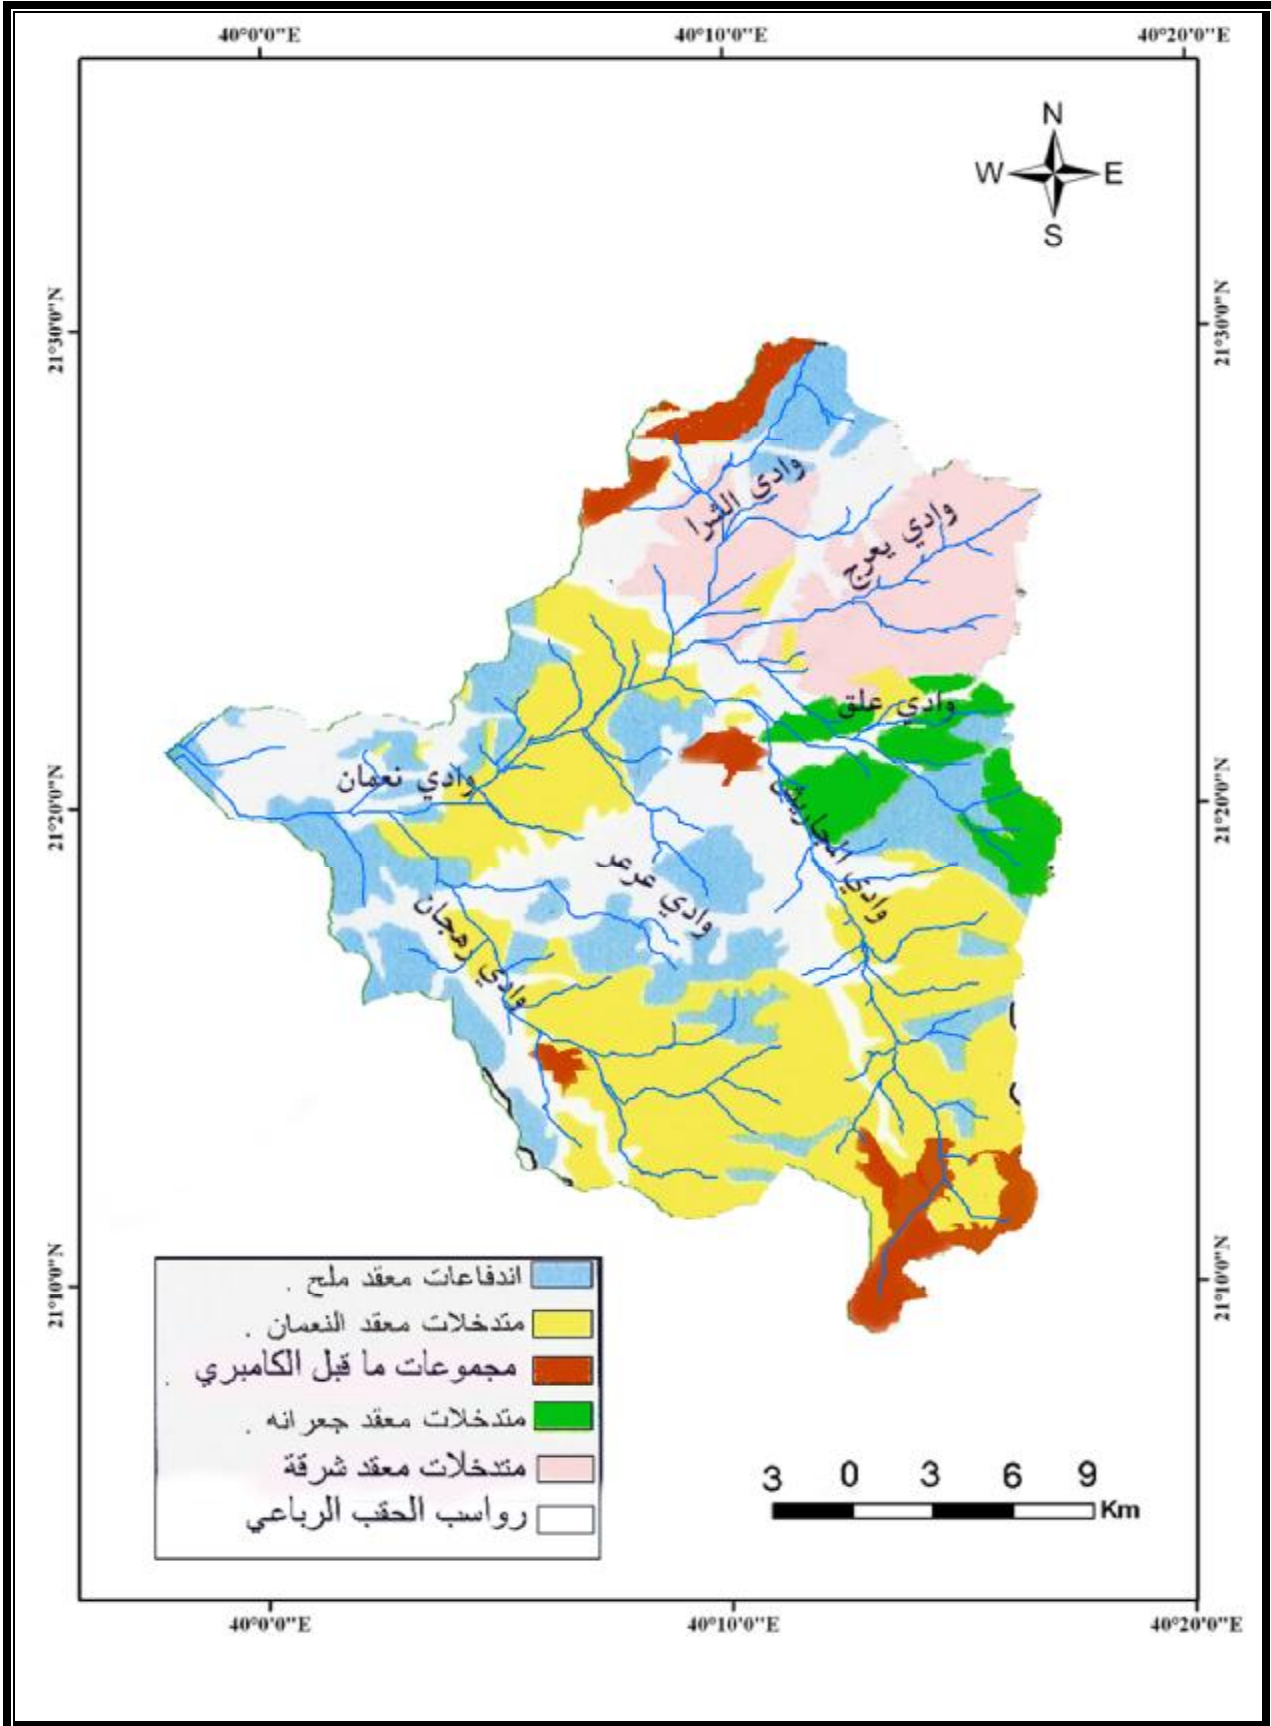 40°0'0"E 40°10'0"E 40°20'0"E
N
W E
S
21°30'0"N 21°30'0"N
وادي الشرا
وادي يعرج
وادي علق
وادي نعمان
21°20'0"N 21°20'0"N
وادي المجاريش
وادي عرعر
وادي رهجان
21°10'0"N 21°10'0"N
اندفاعات معقد ملح .
متدخلات معقد النعمان .
مجموعات ما قبل الكامبري .
متدخلات معقد جعرانه .
متدخلات معقد شرقة
رواسب الحقب الرباعي
3 0 3 6 9
Km
40°0'0"E 40°10'0"E 40°20'0"E